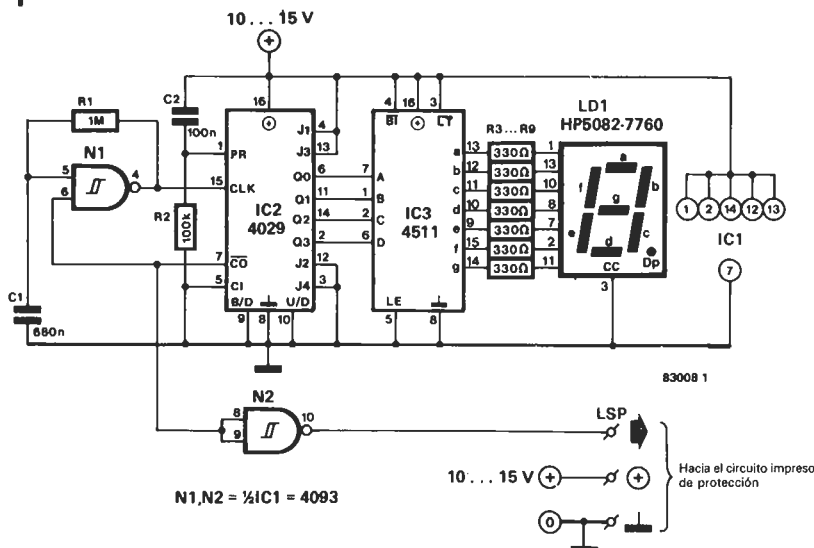 10 . . . 15 V
R1
1M
C2
100n
N1
5
6
4
R2
100k
C1
680n
16
1
PR
15
CLK
7
CO
5
CI
B/D
9
8
U/D
10
IC2
4029
J1
4
J3
13
Q0
6
Q1
11
Q2
14
Q3
2
J2
12
J4
3
4
BI
16
3
LT
7
A
1
B
2
C
6
D
IC3
4511
LE
5
8
a 13
b 12
c 11
d 10
e 9
f 15
g 14
R3 . . . R9
330Ω
330Ω
330Ω
330Ω
330Ω
330Ω
330Ω
1
13
10
8
7
2
11
LD1
HP5082-7760
a
b
c
d
e
f
g
Dp
CC
3
1 2 14 12 13
IC1
7
83008 1
N2
8
9
10
LSP
10 . . . 15 V
0
Hacia el circuito impreso
de protección
N1,N2 = ½IC1 = 4093